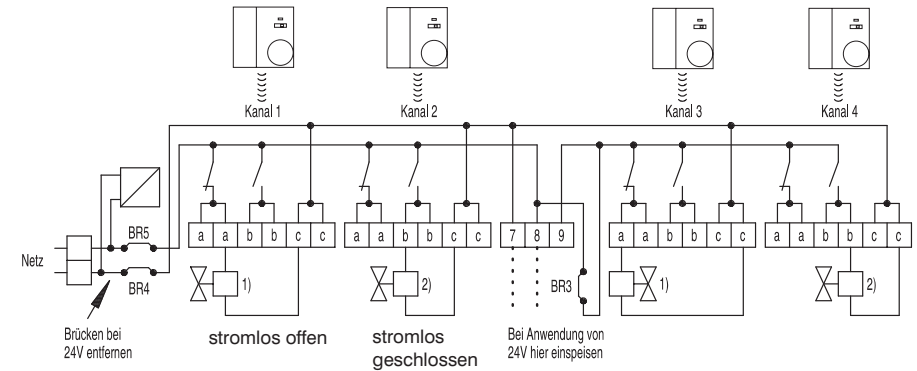 Kanal 1
Kanal 2
Kanal 3
Kanal 4
BR5
a a b b c c
a a b b c c
7 8 9
a a b b c c
a a b b c c
Netz
BR4
1)
2)
BR3
1)
2)
Brücken bei
24V entfernen
stromlos offen
stromlos
geschlossen
Bei Anwendung von
24V hier einspeisen